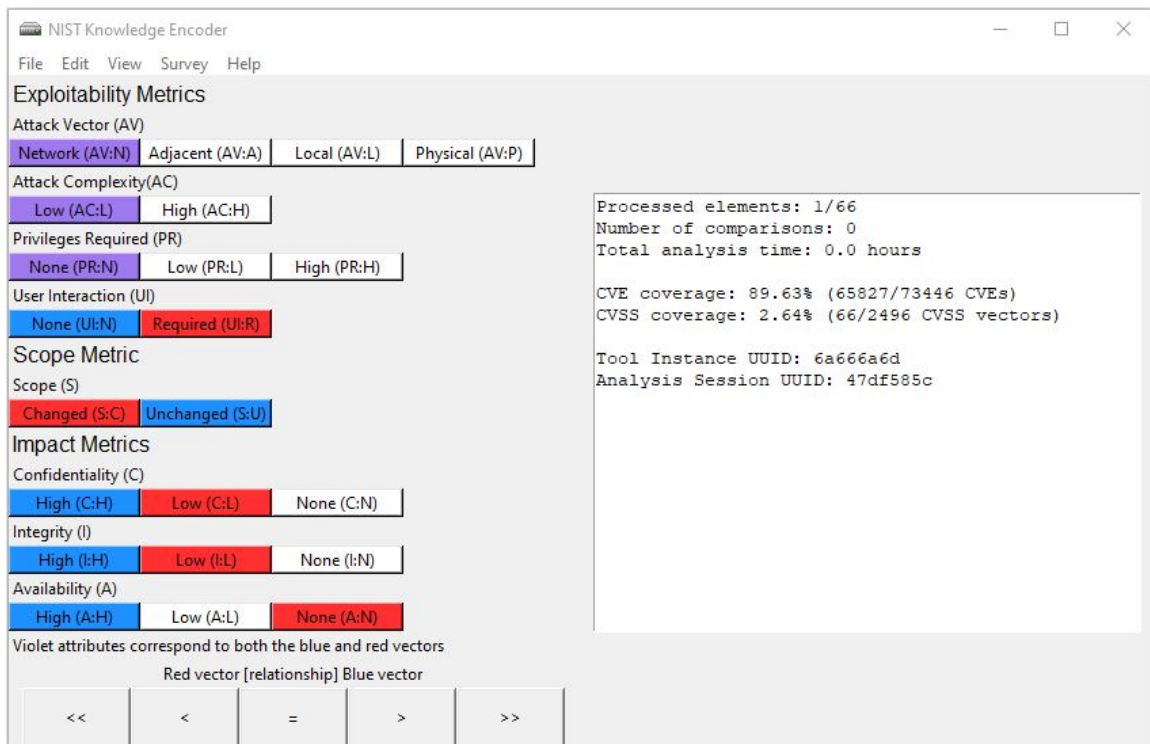 NIST Knowledge Encoder
File Edit View Survey Help
Exploitability Metrics
Attack Vector (AV)
Network (AV:N) Adjacent (AV:A) Local (AV:L) Physical (AV:P)
Attack Complexity(AC)
Low (AC:L) High (AC:H)
Privileges Required (PR)
None (PR:N) Low (PR:L) High (PR:H)
User Interaction (UI)
None (UI:N) Required (UI:R)
Scope Metric
Scope (S)
Changed (S:C) Unchanged (S:U)
Impact Metrics
Confidentiality (C)
High (C:H) Low (C:L) None (C:N)
Integrity (I)
High (I:H) Low (I:L) None (I:N)
Availability (A)
High (A:H) Low (A:L) None (A:N)
Violet attributes correspond to both the blue and red vectors
Red vector [relationship] Blue vector
<< < = > >>
Processed elements: 1/66
Number of comparisons: 0
Total analysis time: 0.0 hours
CVE coverage: 89.63% (65827/73446 CVEs)
CVSS coverage: 2.64% (66/2496 CVSS vectors)
Tool Instance UUID: 6a666a6d
Analysis Session UUID: 47df585c